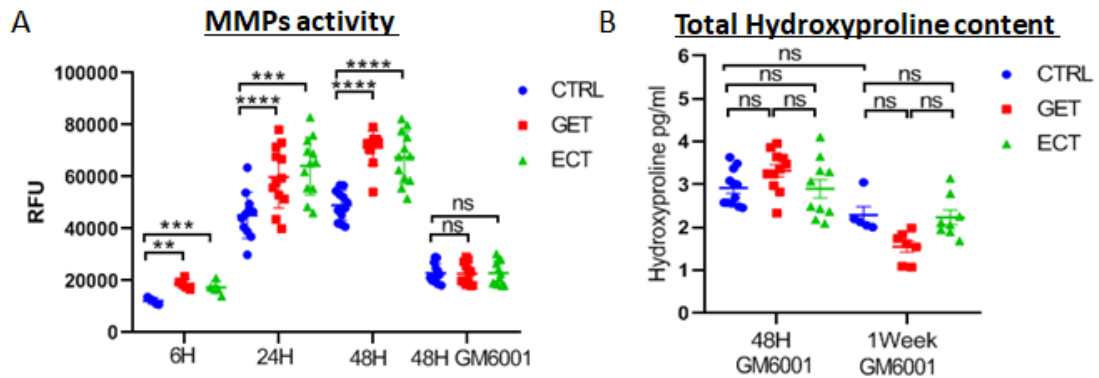 A
MMPs activity
RFU
100000
80000
60000
40000
20000
0
6H
24H
48H
48H GM6001
**
***
****
***
****
****
ns
ns
CTRL
GET
ECT
B
Total Hydroxyproline content
Hydroxyproline pg/ml
6
5
4
3
2
1
0
ns
ns
ns
ns
ns
ns
ns
48H
GM6001
1Week
GM6001
CTRL
GET
ECT